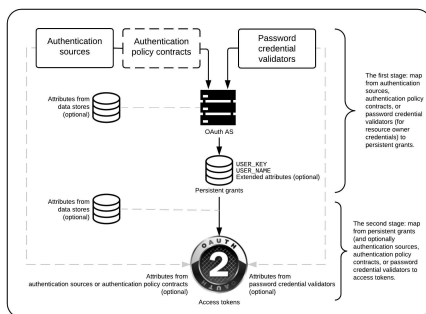 Authentication
sources
Authentication
policy contracts
Password
credential
validators
Attributes from
data stores
(optional)
OAuth AS
USER_KEY
USER_NAME
Extended attributes (optional)
Persistent grants
The first stage: map
from authentication
sources,
authentication policy
contracts, or
password credential
validators (for
resource owner
credentials) to
persistent grants.
Attributes from
data stores
(optional)
OAUTH
2
OAUTH
Attributes from
authentication sources or authentication policy contracts
(optional)
Attributes from
password credential validators
(optional)
Access tokens
The second stage: map
from persistent grants
(and optionally
authentication sources,
authentication policy
contracts, or password
credential validators to
access tokens.